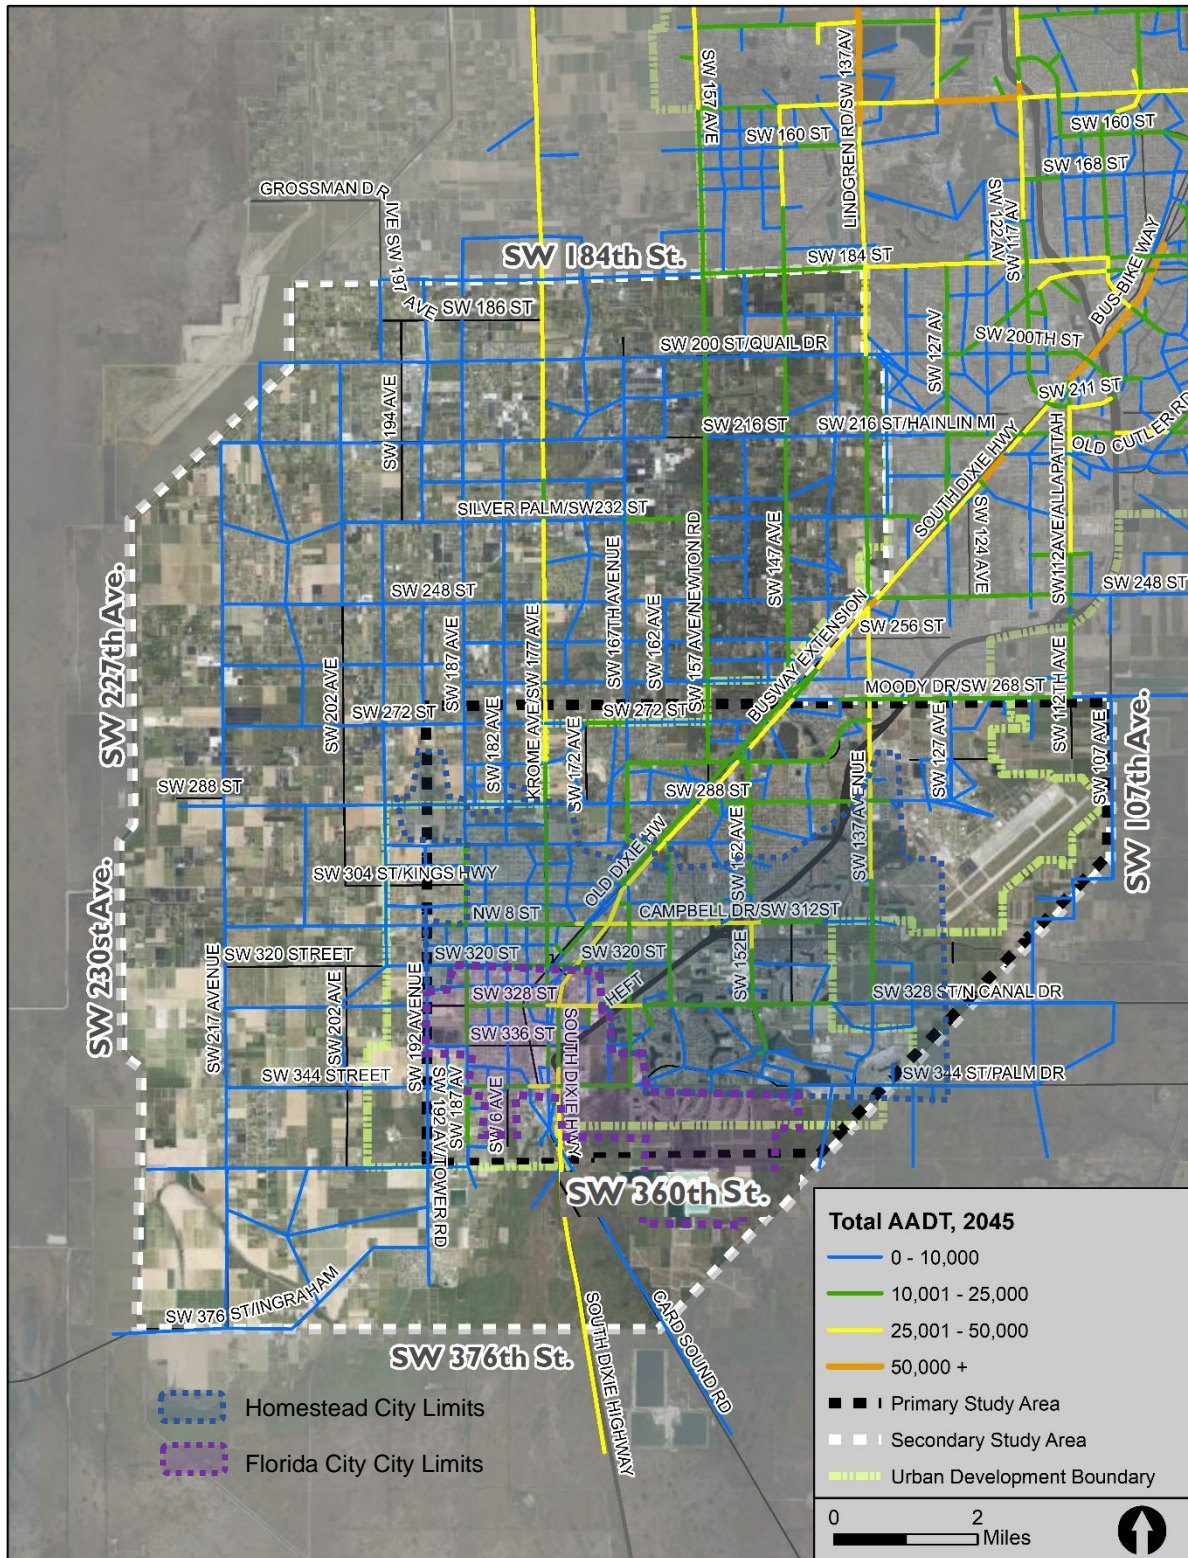 SW 157 AVE
LINDGREN RD/SW 137AV
SW 160 ST
SW 160 ST
SW 168 ST
GROSSMAN DR
IVE SW 197 AVE
SW 122 AV
SW 117 AV
BUS-BIKE WAY
SW 184th St.
SW 184 ST
SW 186 ST
SW 194 AVE
SW 200 ST/QUAIL DR
SW 127 AV
SW 200TH ST
SW 211 ST
SW 216 ST
SW 216 ST/HAINLIN MI
OLD CUTLER RD
SOUTH DIXIE HWY
SW112AVE/ALLAPATTAH
SILVER PALM/SW232 ST
SW 124 AVE
SW 147 AVE
SW 157 AVE/NEWTON RD
SW 167TH AVENUE
SW 162 AVE
KROME AVE/SW 177 AVE
SW 248 ST
SW 248 ST
SW 187 AVE
SW 227th Ave.
SW 202 AVE
BUSWAY EXTENSION
SW 256 ST
MOODY DR/SW 268 ST
SW 272 ST
SW 272 ST
SW 182 AVE
SW 172 AVE
SW 127 AVE
SW 112TH AVE
SW 107 AVE
SW 107th Ave.
SW 288 ST
SW 288 ST
SW 137 AVENUE
SW 152 AVE
OLD DIXIE HW
SW 304 ST/KINGS HWY
NW 8 ST
CAMPBELL DR/SW 312ST
SW 230st Ave.
SW 217 AVENUE
SW 320 STREET
SW 320 ST
SW 320 ST
SW 152E
SW 202 AVE
SW 192 AVENUE
SW 328 ST
HEFT
SW 328 ST/N CANAL DR
SW 336 ST
SOUTH DIXIE HWY
SW 344 STREET
SW 344 ST/PALM DR
SW 192 AV/TOWER RD
SW 187 AV
SW 6 AVE
SW 360th St.
SW 376 ST/INGRAHAM
SW 376th St.
SOUTH DIXIE HIGHWAY
CARD SOUND RD
Homestead City Limits
Florida City City Limits
Total AADT, 2045
0 - 10,000
10,001 - 25,000
25,001 - 50,000
50,000 +
Primary Study Area
Secondary Study Area
Urban Development Boundary
0 2
Miles